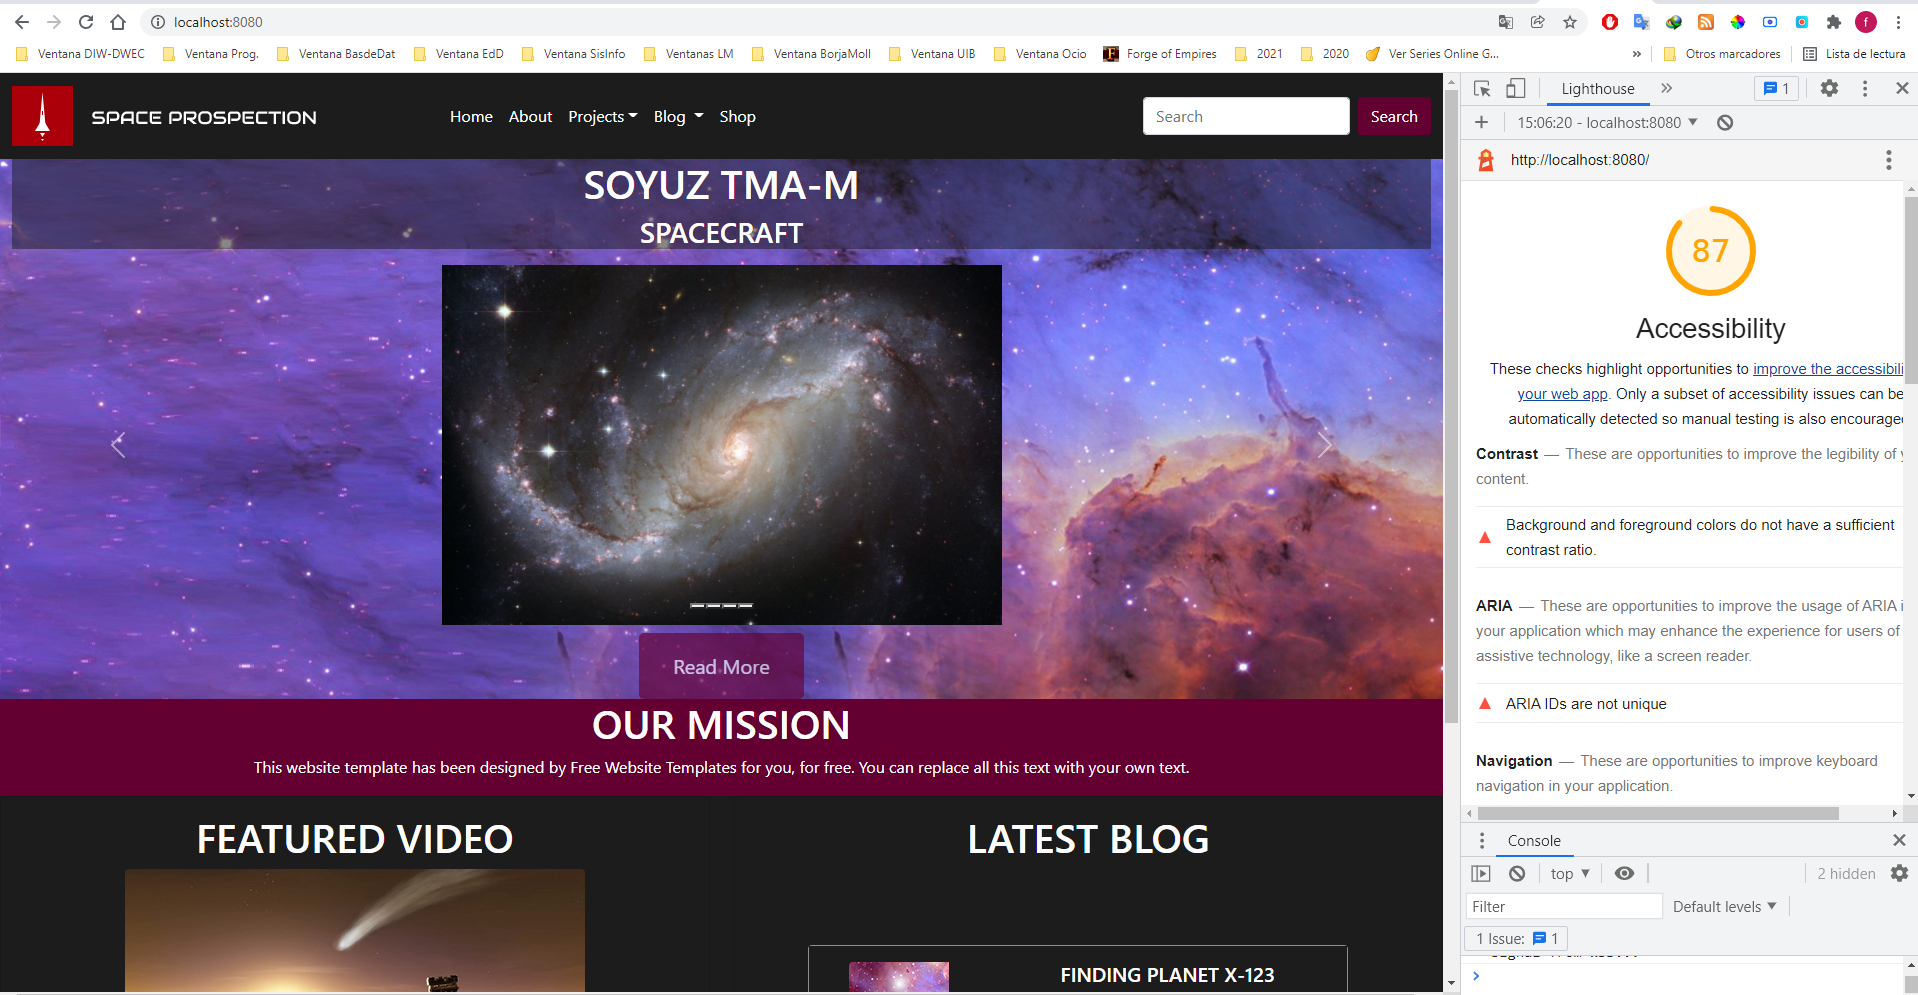 localhost:8080
Ventana DIW-DWEC
Ventana Prog.
Ventana BasdeDat
Ventana EdD
Ventana SisInfo
Ventanas LM
Ventana BorjaMoll
Ventana UIB
Ventana Ocio
Forge of Empires
2021
2020
Ver Series Online G...
»
Otros marcadores
Lista de lectura
SPACE PROSPECTION
Home
About
Projects
Blog
Shop
Search
Search
SOYUZ TMA-M
SPACECRAFT
Read More
OUR MISSION
This website template has been designed by Free Website Templates for you, for free. You can replace all this text with your own text.
FEATURED VIDEO
LATEST BLOG
FINDING PLANET X-123
Lighthouse
»
1
15:06:20 - localhost:8080
http://localhost:8080/
87
Accessibility
These checks highlight opportunities to improve the accessibili
your web app. Only a subset of accessibility issues can be
automatically detected so manual testing is also encourage
Contrast — These are opportunities to improve the legibility of y
content.
Background and foreground colors do not have a sufficient
contrast ratio.
ARIA — These are opportunities to improve the usage of ARIA i
your application which may enhance the experience for users of
assistive technology, like a screen reader.
ARIA IDs are not unique
Navigation — These are opportunities to improve keyboard
navigation in your application.
Console
top
2 hidden
Filter
Default levels
1 Issue:
1